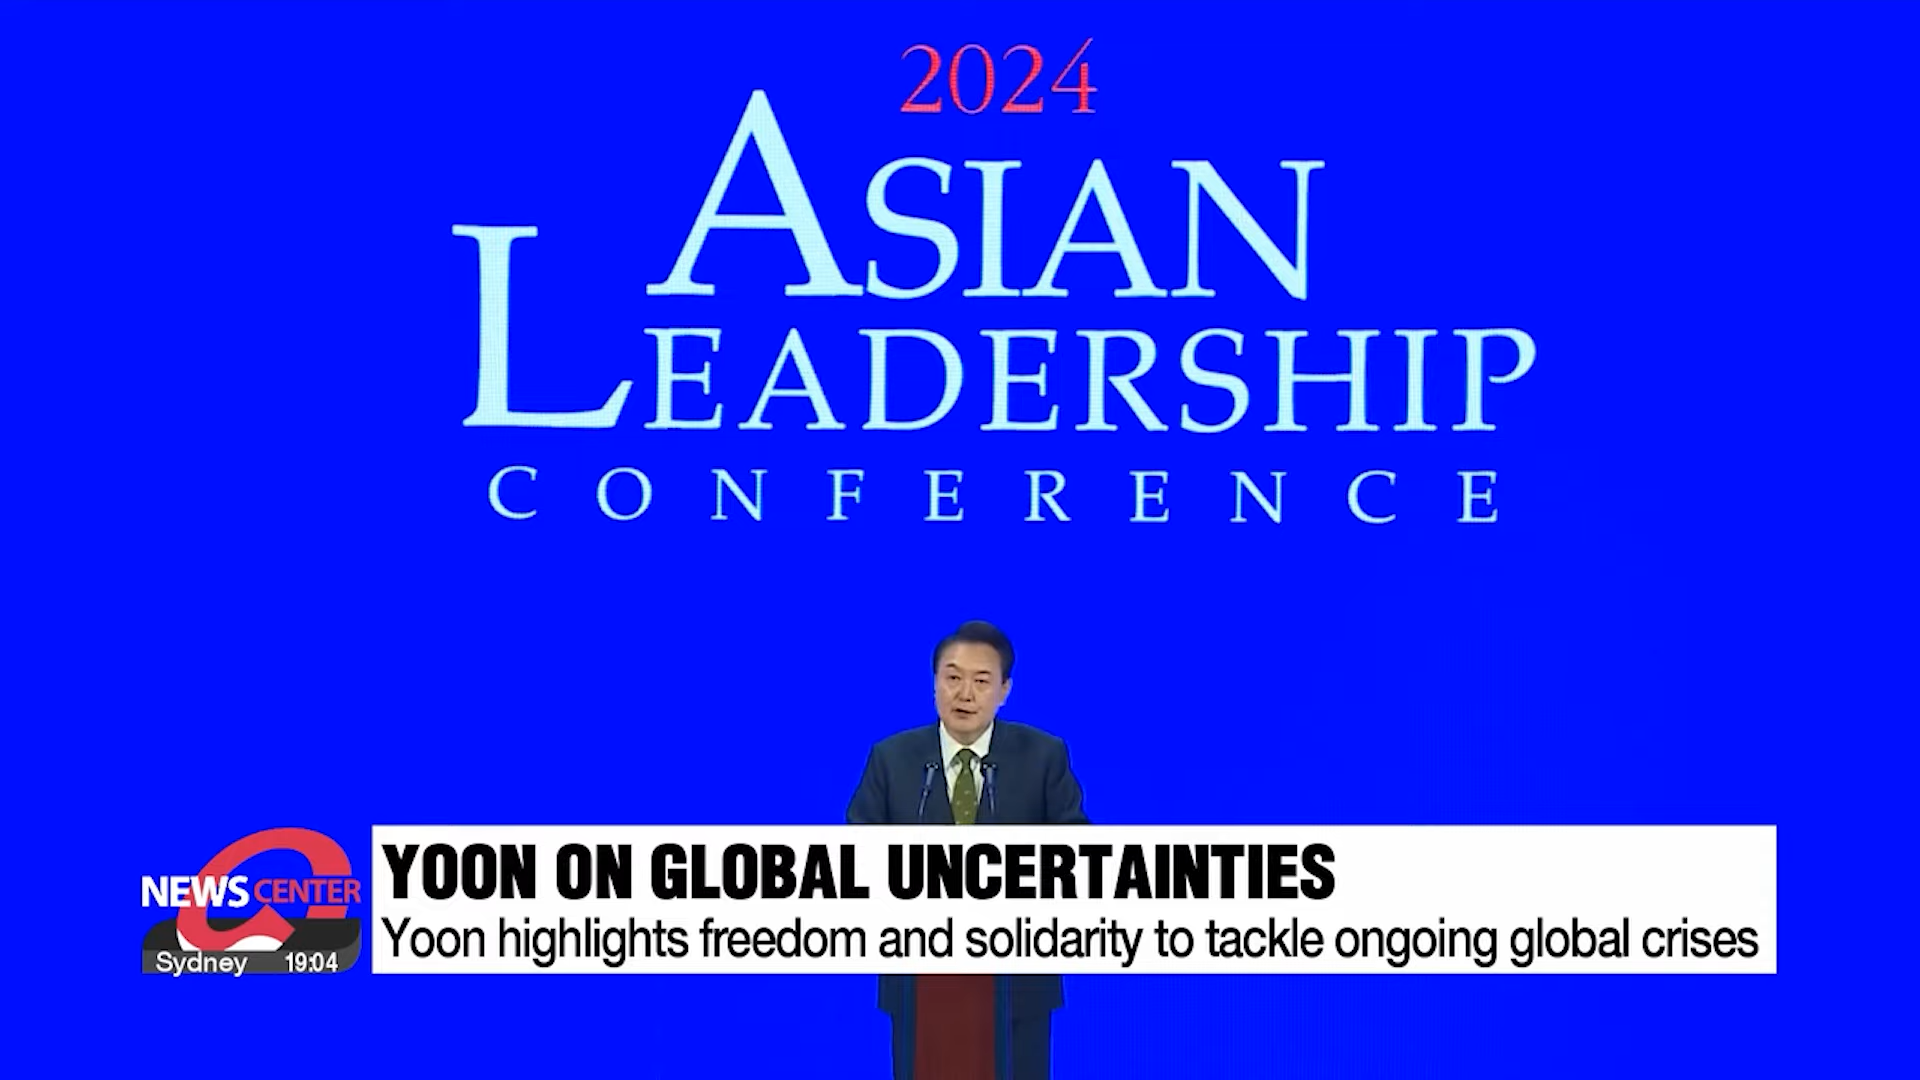 2024
ASIAN
LEADERSHIP
CONFERENCE
NEWS CENTER
Sydney 19:04
YOON ON GLOBAL UNCERTAINTIES
Yoon highlights freedom and solidarity to tackle ongoing global crises